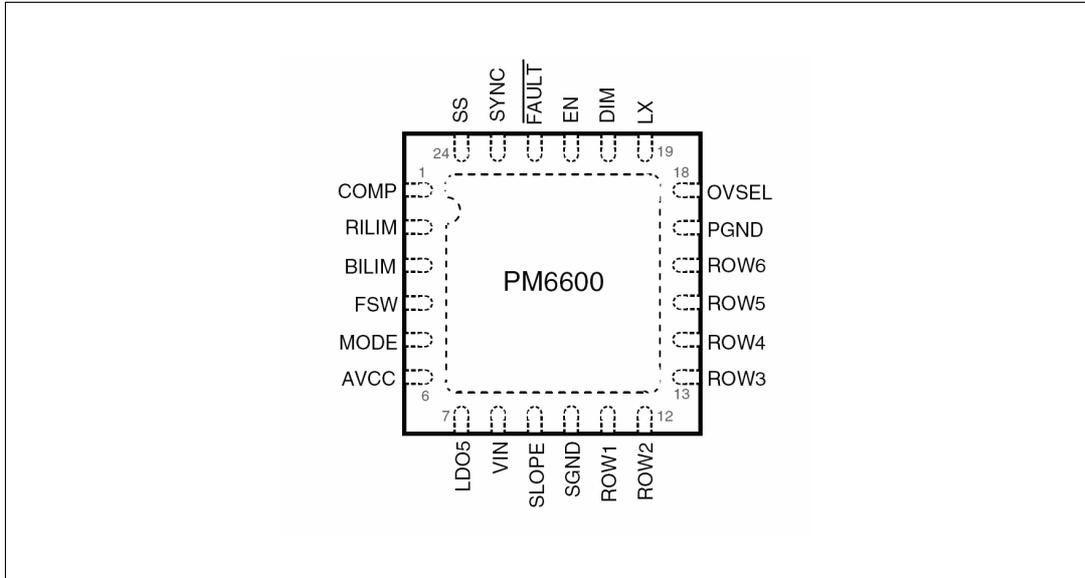 SS
SYNC
FAULT
EN
DIM
LX
24
19
1
18
COMP
OVSEL
RILIM
PGND
BILIM
ROW6
PM6600
FSW
ROW5
MODE
ROW4
AVCC
ROW3
6
13
7
12
LDO5
VIN
SLOPE
SGND
ROW1
ROW2